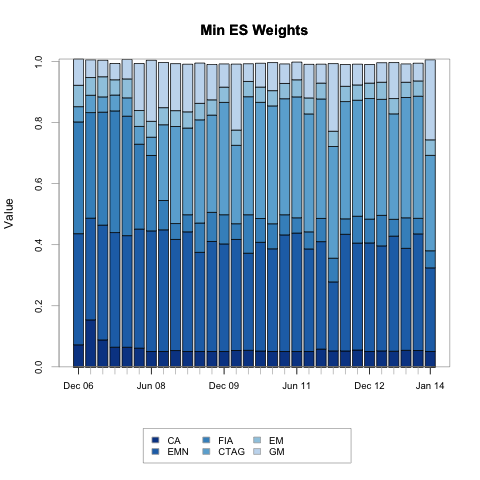 Min ES Weights
1.0
0.8
0.6
0.4
0.2
0.0
Value
Dec 06 Jun 08 Dec 09 Jun 11 Dec 12 Jan 14
CA FIA EM
EMN CTAG GM